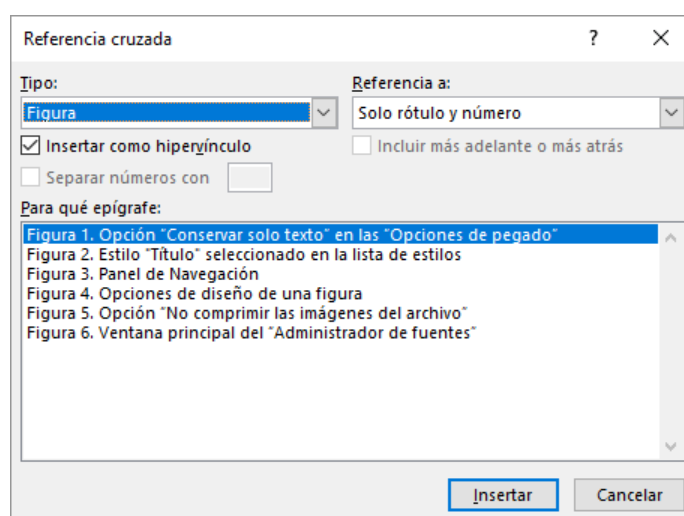 Referencia cruzada ? ×
Tipo: Referencia a:
Figura Solo rótulo y número
Insertar como hipervínculo Incluir más adelante o más atrás
Separar números con
Para qué epígrafe:
Figura 1. Opción "Conservar solo texto" en las "Opciones de pegado"
Figura 2. Estilo "Título" seleccionado en la lista de estilos
Figura 3. Panel de Navegación
Figura 4. Opciones de diseño de una figura
Figura 5. Opción "No comprimir las imágenes del archivo"
Figura 6. Ventana principal del "Administrador de fuentes"
Insertar Cancelar